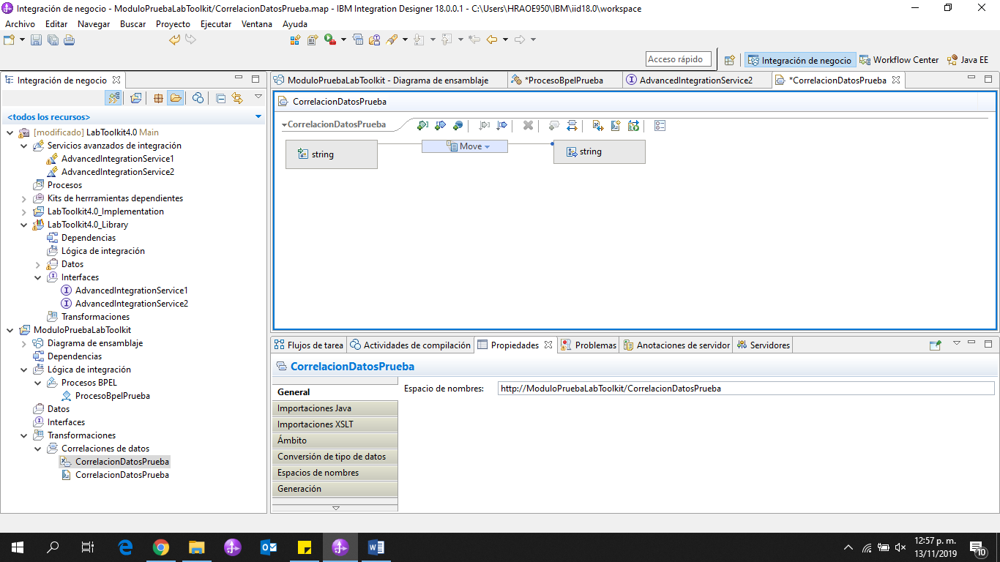 Integración de negocio - ModuloPruebaLabToolkit/CorrelacionDatosPrueba.map - IBM Integration Designer 18.0.0.1 - C:\Users\HRAOE950\IBM\iid18.0\workspace
Archivo Editar Navegar Buscar Proyecto Ejecutar Ventana Ayuda
Acceso rápido Integración de negocio Workflow Center Java EE
Integración de negocio
<todos los recursos>
[modificado] LabToolkit4.0 Main
Servicios avanzados de integración
AdvancedIntegrationService1
AdvancedIntegrationService2
Procesos
Kits de herrramientas dependientes
LabToolkit4.0_Implementation
LabToolkit4.0_Library
Dependencias
Lógica de integración
Datos
Interfaces
AdvancedIntegrationService1
AdvancedIntegrationService2
Transformaciones
ModuloPruebaLabToolkit
Diagrama de ensamblaje
Dependencias
Lógica de integración
Procesos BPEL
ProcesoBpelPrueba
Datos
Interfaces
Transformaciones
Correlaciones de datos
CorrelacionDatosPrueba
CorrelacionDatosPrueba
ModuloPruebaLabToolkit - Diagrama de ensamblaje *ProcesoBpelPrueba AdvancedIntegrationService2 *CorrelacionDatosPrueba
CorrelacionDatosPrueba
CorrelacionDatosPrueba
string Move string
Flujos de tarea Actividades de compilación Propiedades Problemas Anotaciones de servidor Servidores
CorrelacionDatosPrueba
General
Importaciones Java
Importaciones XSLT
Ámbito
Conversión de tipo de datos
Espacios de nombres
Generación
Espacio de nombres: http://ModuloPruebaLabToolkit/CorrelacionDatosPrueba
12:57 p. m.
13/11/2019
10